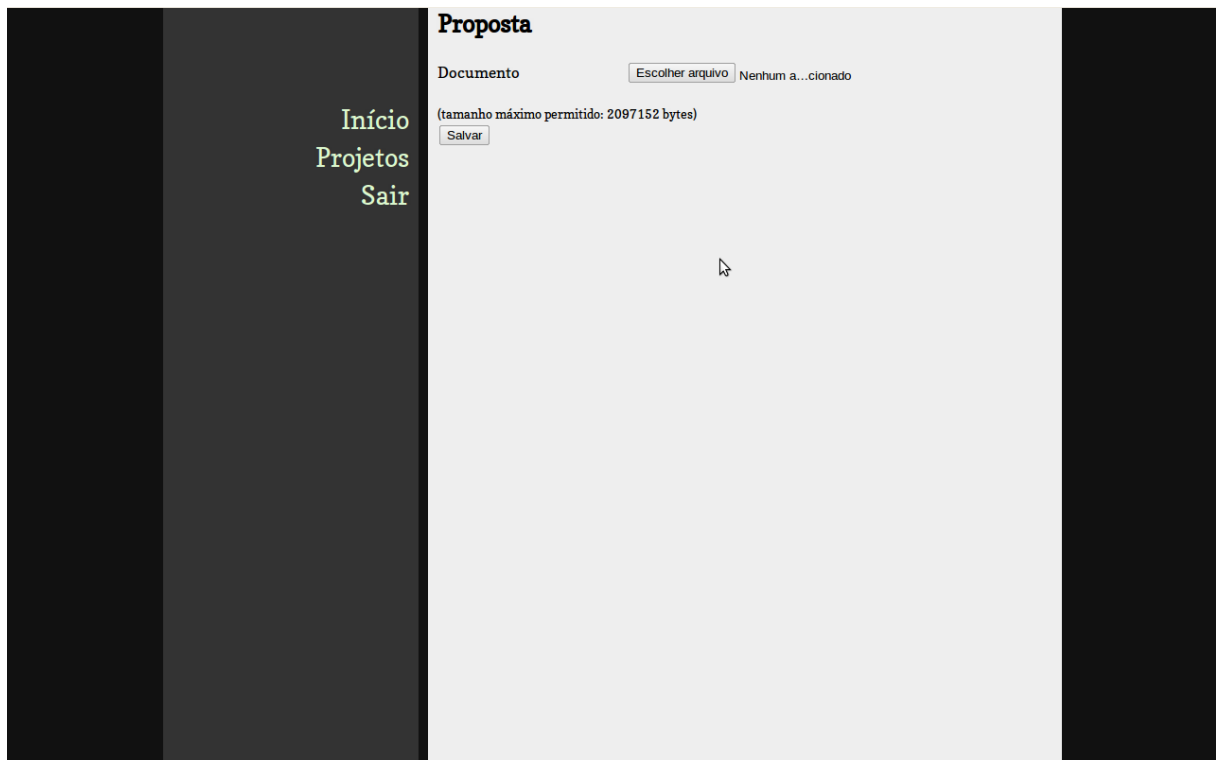 Início
Projetos
Sair
Proposta
Documento Escolher arquivo Nenhum a...cionado
(tamanho máximo permitido: 2097152 bytes)
Salvar